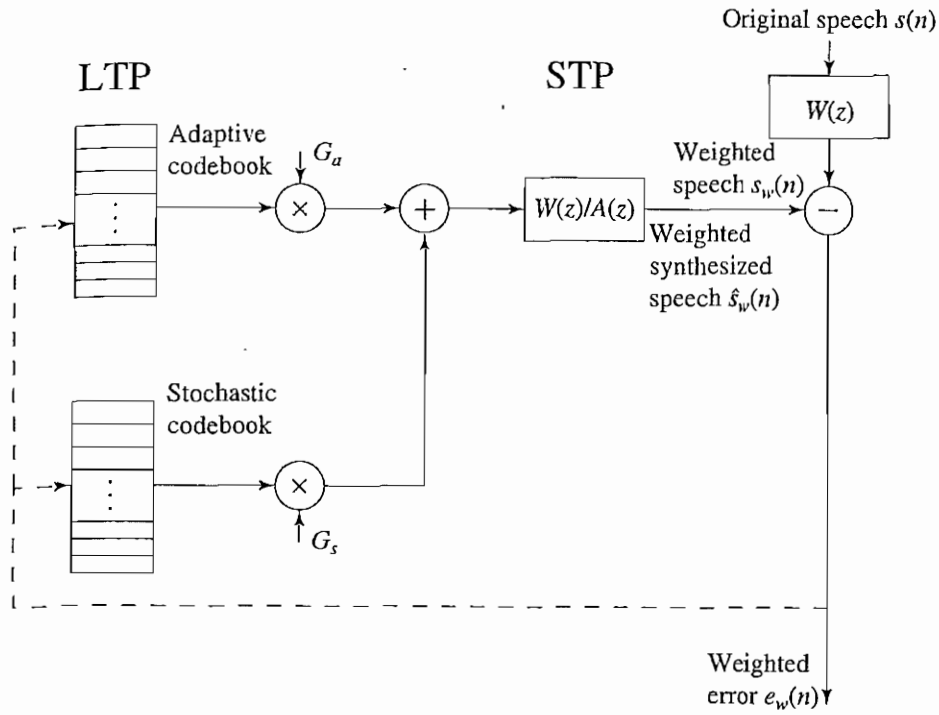 Original speech s(n)
LTP
STP
W(z)
Adaptive
codebook
G_a
Weighted
speech s_w(n)
×
+
W(z)/A(z)
−
Weighted
synthesized
speech ŝ_w(n)
Stochastic
codebook
×
G_s
Weighted
error e_w(n)